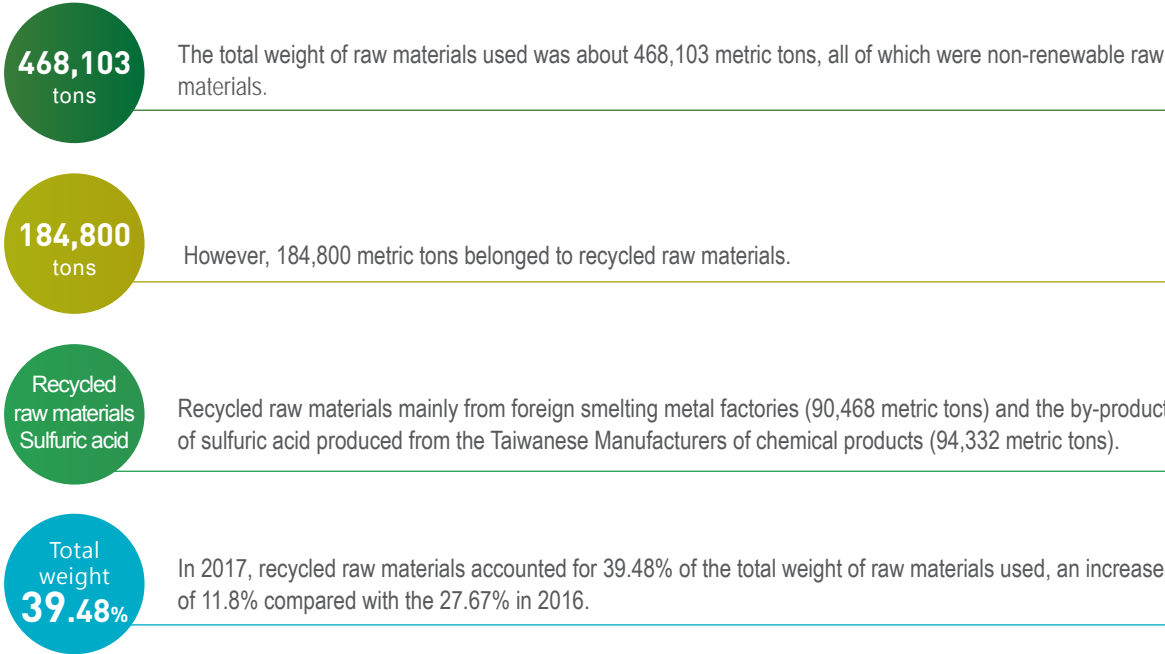 468,103
tons
The total weight of raw materials used was about 468,103 metric tons, all of which were non-renewable raw
materials.
184,800
tons
However, 184,800 metric tons belonged to recycled raw materials.
Recycled
raw materials
Sulfuric acid
Recycled raw materials mainly from foreign smelting metal factories (90,468 metric tons) and the by-product
of sulfuric acid produced from the Taiwanese Manufacturers of chemical products (94,332 metric tons).
Total
weight
39.48%
In 2017, recycled raw materials accounted for 39.48% of the total weight of raw materials used, an increase
of 11.8% compared with the 27.67% in 2016.